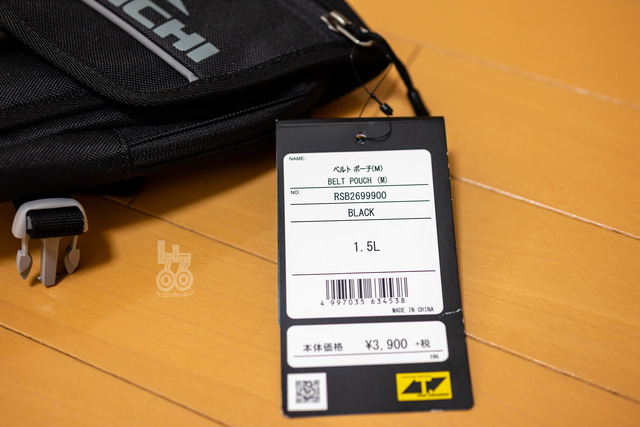 ICHI
NAME:
ベルト ポーチ(M)
BELT POUCH (M)
NO:
RSB2699900
BLACK
1.5L
4 997035 634538
MADE IN CHINA
本体価格 ¥3,900 +税